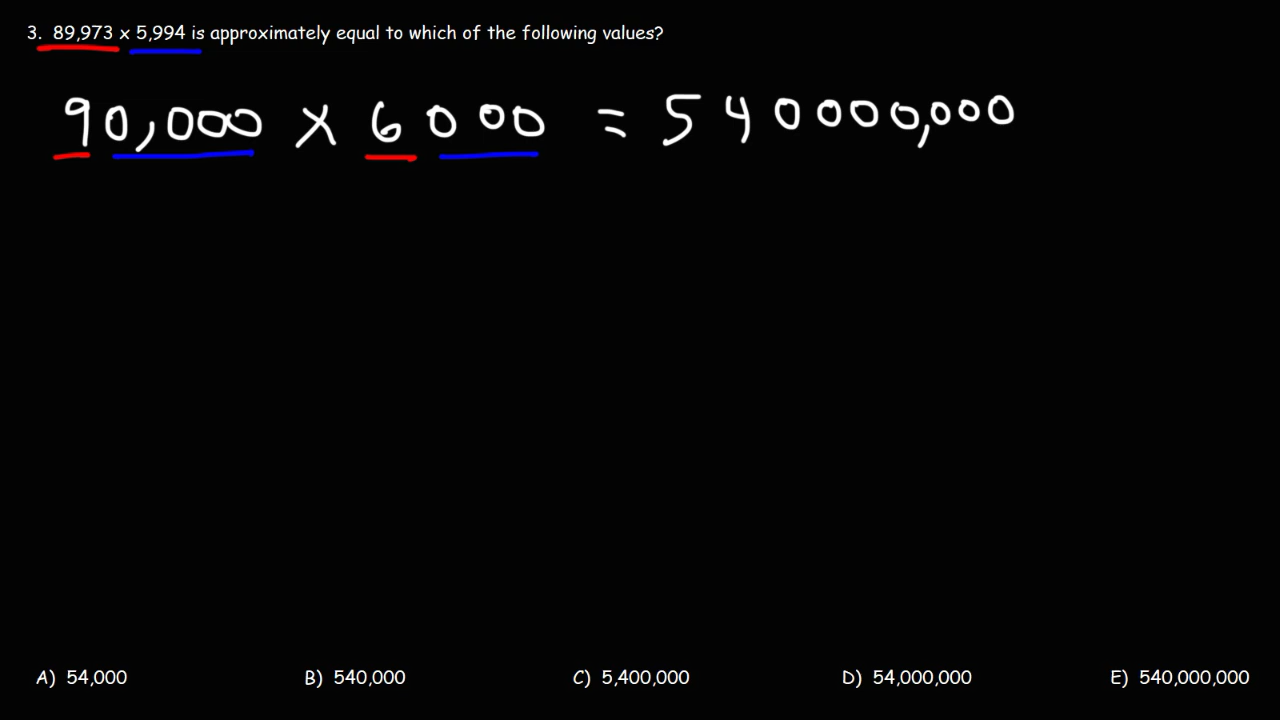 3. 89,973 x 5,994 is approximately equal to which of the following values?
90,000 x 6000 = 540000,000
A) 54,000 B) 540,000 C) 5,400,000 D) 54,000,000 E) 540,000,000